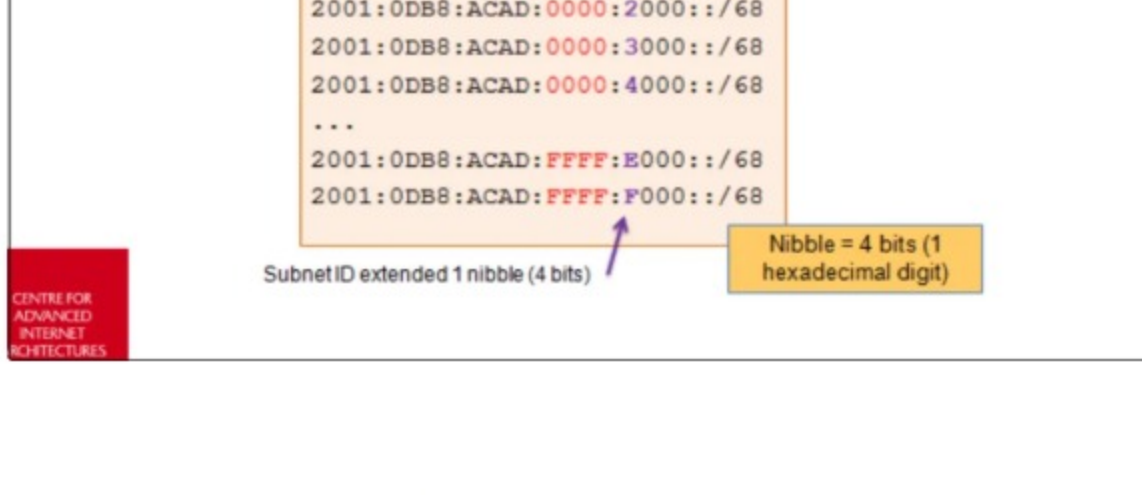 2001:0DB8:ACAD:0000:2000::/68
2001:0DB8:ACAD:0000:3000::/68
2001:0DB8:ACAD:0000:4000::/68
...
2001:0DB8:ACAD:FFFF:E000::/68
2001:0DB8:ACAD:FFFF:F000::/68
Nibble = 4 bits (1
hexadecimal digit)
Subnet ID extended 1 nibble (4 bits)
CENTRE FOR
ADVANCED
INTERNET
RCHITECTURES